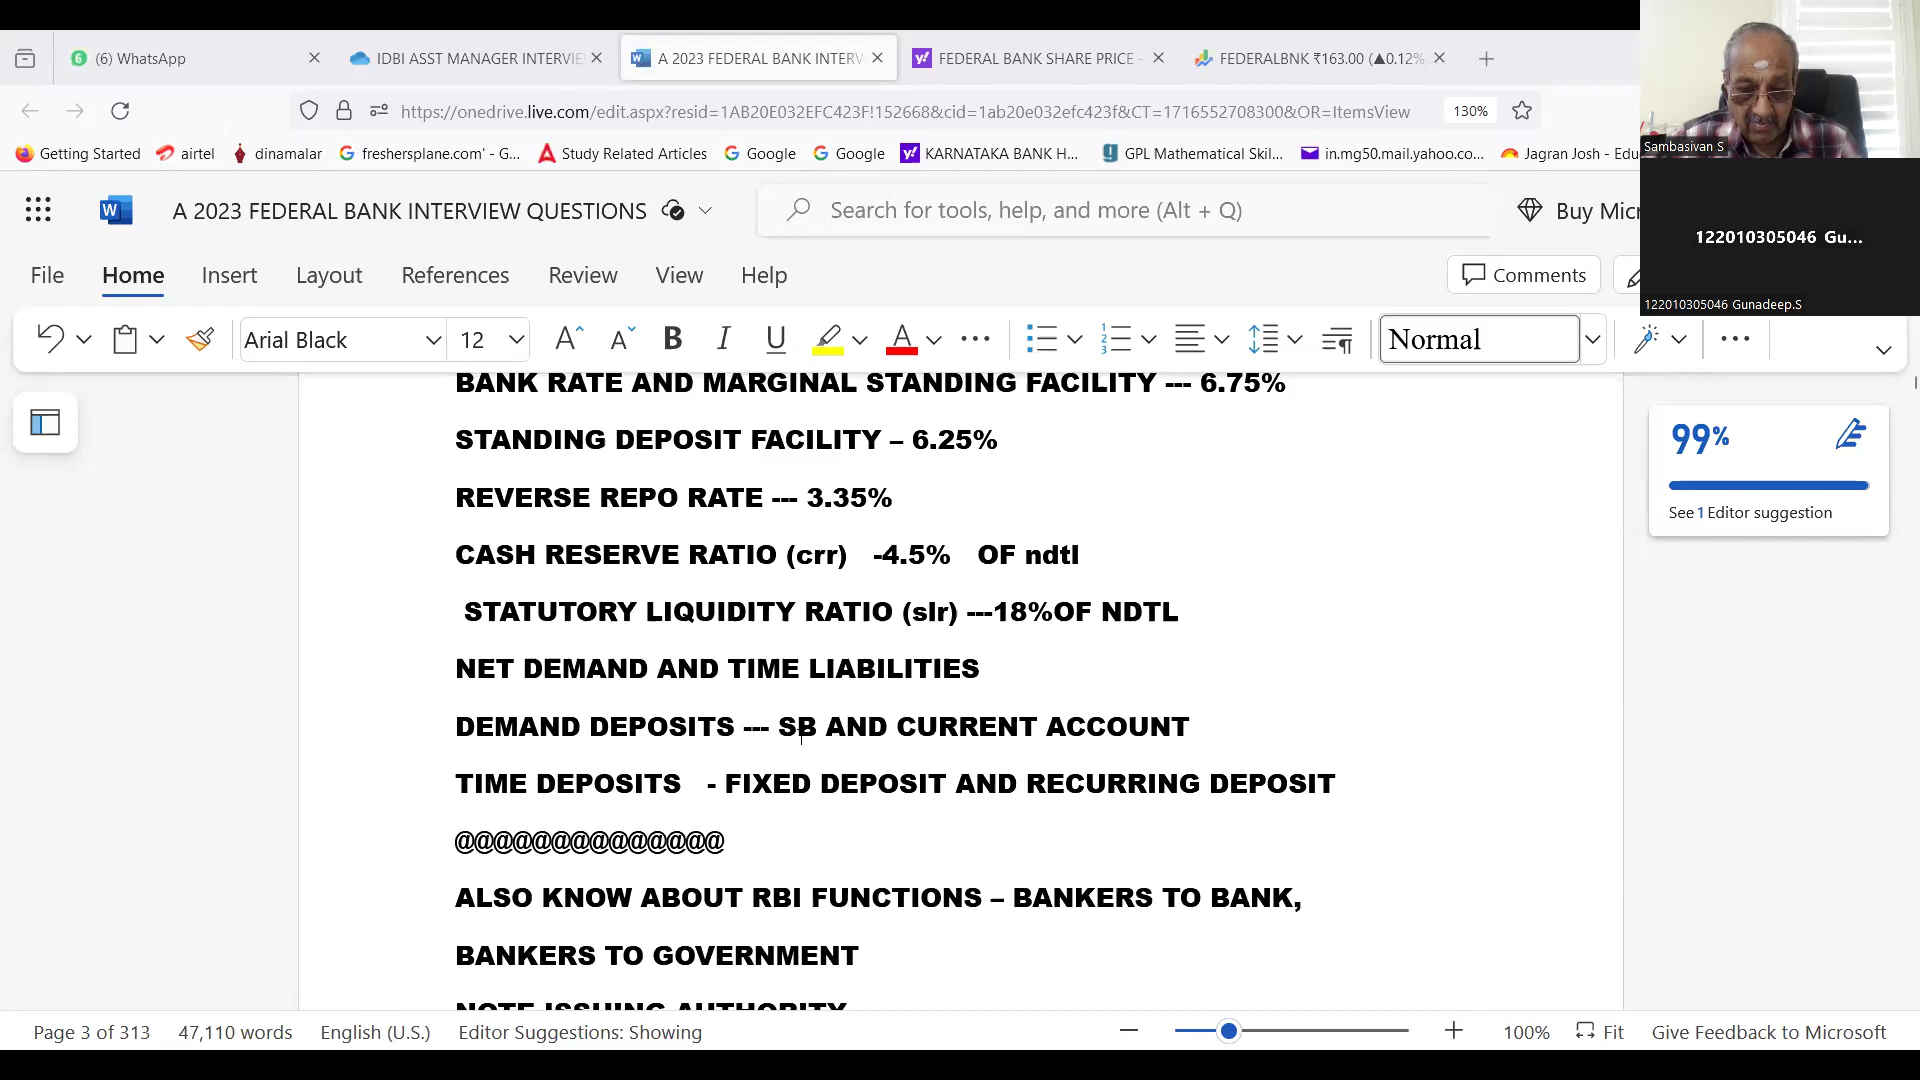 (6) WhatsApp
IDBI ASST MANAGER INTERVIE
A 2023 FEDERAL BANK INTERV
FEDERAL BANK SHARE PRICE -
FEDERALBNK ₹163.00 (▲0.12%
https://onedrive.live.com/edit.aspx?resid=1AB20E032EFC423F!152668&cid=1ab20e032efc423f&CT=1716552708300&OR=ItemsView
130%
Getting Started
airtel
dinamalar
freshersplane.com' - G...
Study Related Articles
Google
Google
KARNATAKA BANK H...
GPL Mathematical Skil...
in.mg50.mail.yahoo.co...
Jagran Josh - Edu
Sambasivan S
A 2023 FEDERAL BANK INTERVIEW QUESTIONS
Search for tools, help, and more (Alt + Q)
Buy Micr
122010305046 Gu...
122010305046 Gunadeep.S
File
Home
Insert
Layout
References
Review
View
Help
Comments
Arial Black
12
Normal
BANK RATE AND MARGINAL STANDING FACILITY --- 6.75%
STANDING DEPOSIT FACILITY – 6.25%
REVERSE REPO RATE --- 3.35%
CASH RESERVE RATIO (crr) -4.5% OF ndtl
STATUTORY LIQUIDITY RATIO (slr) ---18%OF NDTL
NET DEMAND AND TIME LIABILITIES
DEMAND DEPOSITS --- SB AND CURRENT ACCOUNT
TIME DEPOSITS - FIXED DEPOSIT AND RECURRING DEPOSIT
@@@@@@@@@@@@@@
ALSO KNOW ABOUT RBI FUNCTIONS – BANKERS TO BANK,
BANKERS TO GOVERNMENT
NOTE ISSUING AUTHORITY
99%
See 1 Editor suggestion
Page 3 of 313
47,110 words
English (U.S.)
Editor Suggestions: Showing
100%
Fit
Give Feedback to Microsoft